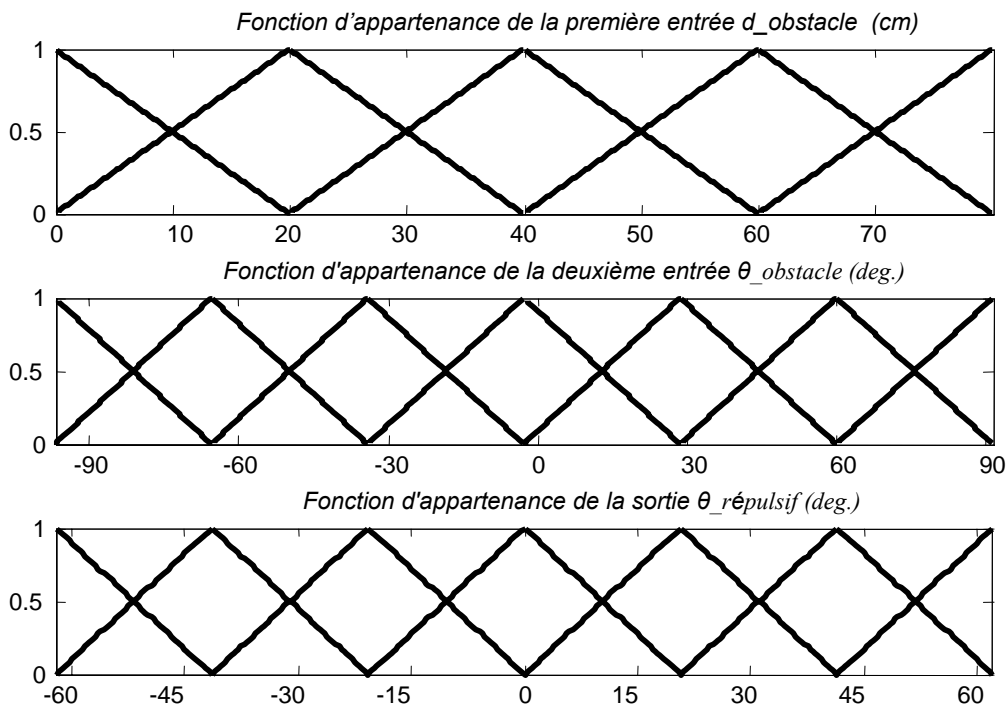 Fonction d’appartenance de la première entrée d_obstacle (cm)
1
0.5
0
0 10 20 30 40 50 60 70
Fonction d'appartenance de la deuxième entrée θ_obstacle (deg.)
1
0.5
0
-90 -60 -30 0 30 60 90
Fonction d'appartenance de la sortie θ_répulsif (deg.)
1
0.5
0
-60 -45 -30 -15 0 15 30 45 60